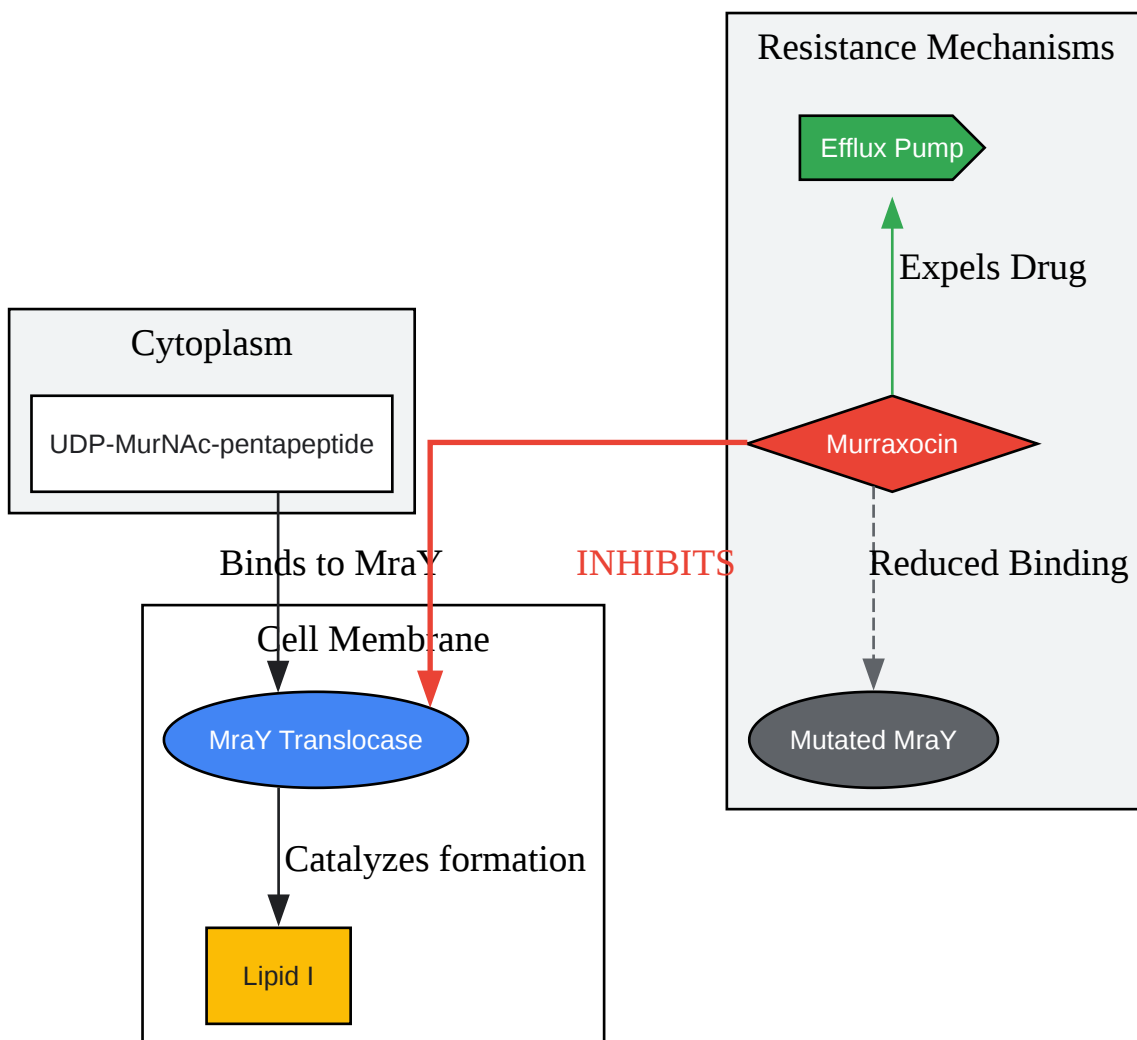 Resistance Mechanisms
Efflux Pump
Expels Drug
Cytoplasm
UDP-MurNAc-pentapeptide
Murraxocin
Binds to MraY
INHIBITS
Reduced Binding
Cell Membrane
MraY Translocase
Mutated MraY
Catalyzes formation
Lipid I